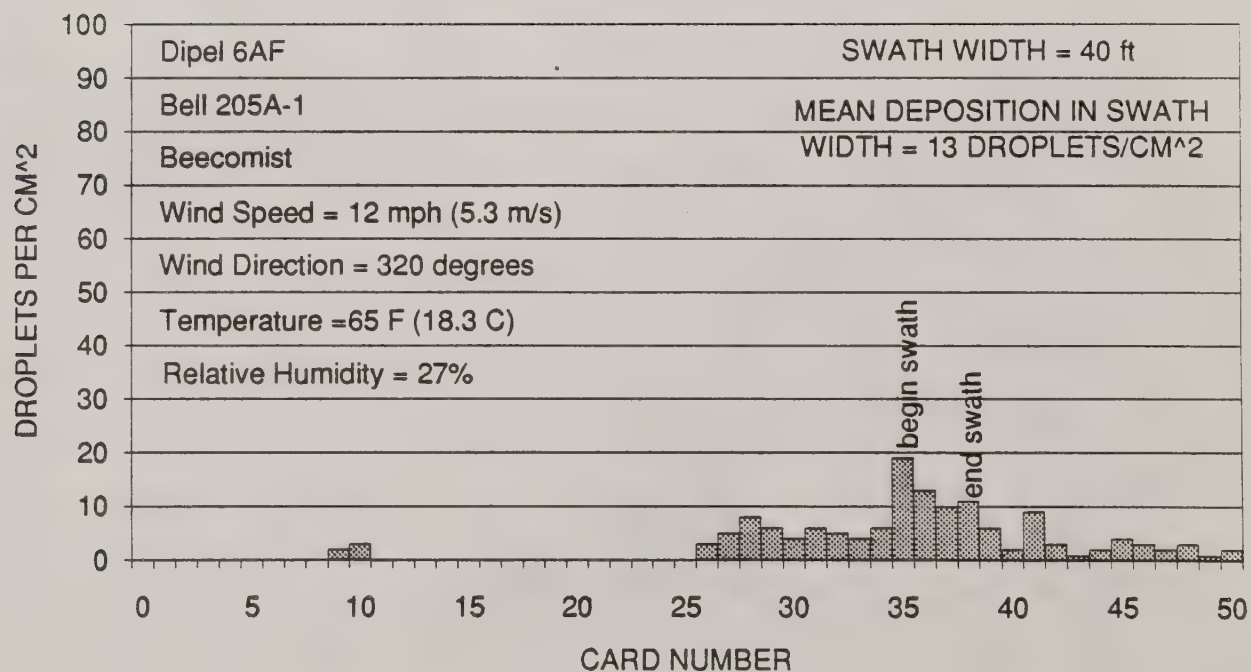 100
90
80
70
60
50
40
30
20
10
0
DROPLETS PER CM^2
Dipel 6AF
Bell 205A-1
Beecomist
Wind Speed = 12 mph (5.3 m/s)
Wind Direction = 320 degrees
Temperature =65 F (18.3 C)
Relative Humidity = 27%
SWATH WIDTH = 40 ft
MEAN DEPOSITION IN SWATH
WIDTH = 13 DROPLETS/CM^2
begin swath
end swath
0 5 10 15 20 25 30 35 40 45 50
CARD NUMBER